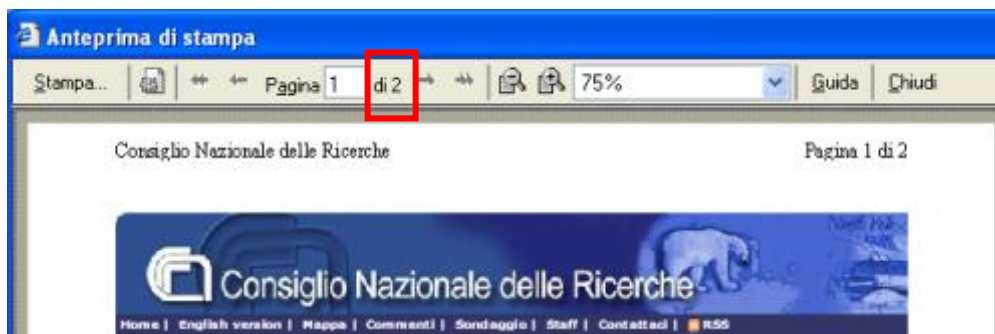 Anteprima di stampa
Stampa... Pagina 1 di 2 75% Guida Chiudi
Consiglio Nazionale delle Ricerche Pagina 1 di 2
Consiglio Nazionale delle Ricerche
Home | English version | Mappa | Commenti | Sondaggio | Staff | Contattaci | RSS